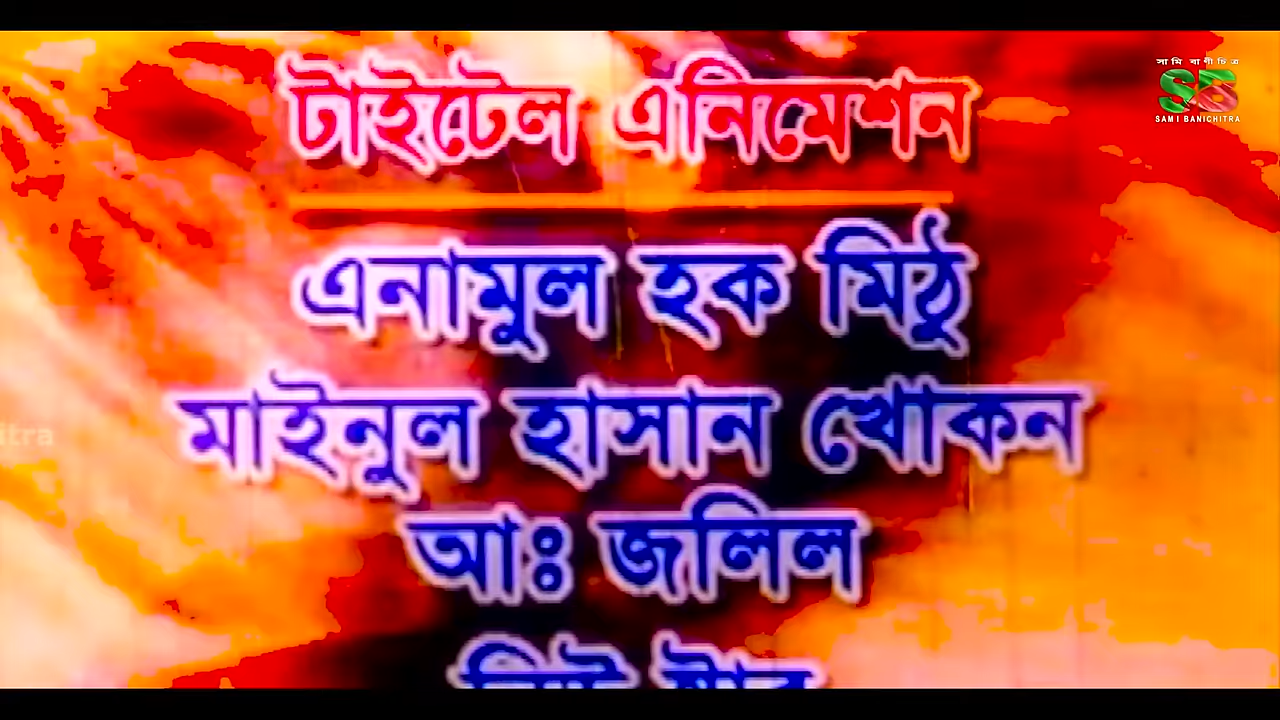 সামি বাণীচিত্র
SAMI BANICHITRA
টাইটেল এনিমেশন
এনামুল হক মিঠু
মাইনুল হাসান খোকন
আঃ জলিল